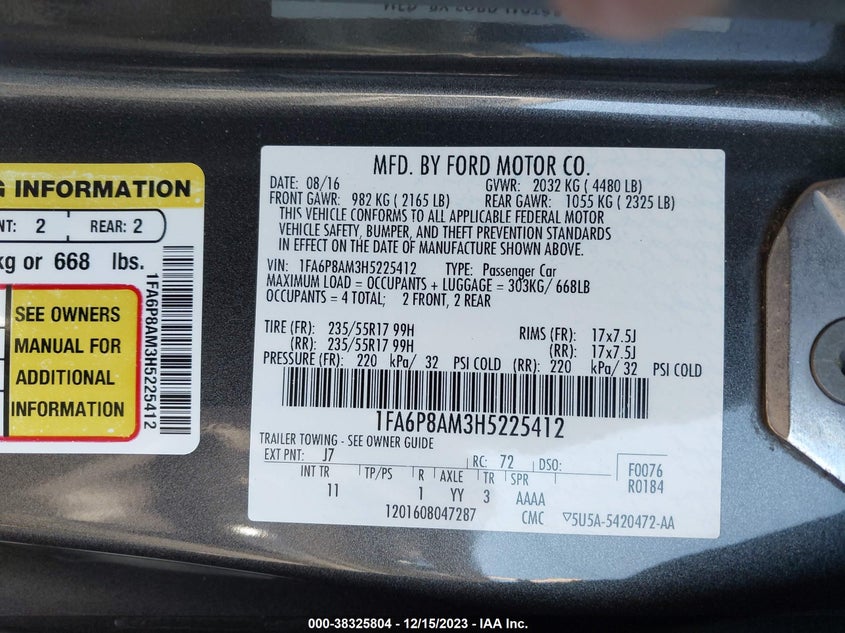 MFD. BY FORD MOTOR CO.
DATE: 08/16 GVWR: 2032 KG ( 4480 LB)
FRONT GAWR: 982 KG ( 2165 LB) REAR GAWR: 1055 KG ( 2325 LB)
THIS VEHICLE CONFORMS TO ALL APPLICABLE FEDERAL MOTOR
VEHICLE SAFETY, BUMPER, AND THEFT PREVENTION STANDARDS
IN EFFECT ON THE DATE OF MANUFACTURE SHOWN ABOVE.
VIN: 1FA6P8AM3H5225412 TYPE: Passenger Car
MAXIMUM LOAD = OCCUPANTS + LUGGAGE = 303KG/ 668LB
OCCUPANTS = 4 TOTAL; 2 FRONT, 2 REAR
TIRE (FR): 235/55R17 99H RIMS (FR): 17x7.5J
(RR): 235/55R17 99H (RR): 17x7.5J
PRESSURE (FR): 220 kPa/ 32 PSI COLD (RR): 220 kPa/ 32 PSI COLD
1FA6P8AM3H5225412
TRAILER TOWING - SEE OWNER GUIDE
EXT PNT: J7 RC: 72 DSO: F0076
R0184
INT TR TP/PS R AXLE TR SPR
11 1 YY 3 AAAA
1201608047287 CMC ▽5U5A-5420472-AA
G INFORMATION
NT: 2 REAR: 2
kg or 668 lbs.
SEE OWNERS
MANUAL FOR
ADDITIONAL
INFORMATION
1FA6P8AM3H5225412
000-38325804 - 12/15/2023 - IAA Inc.